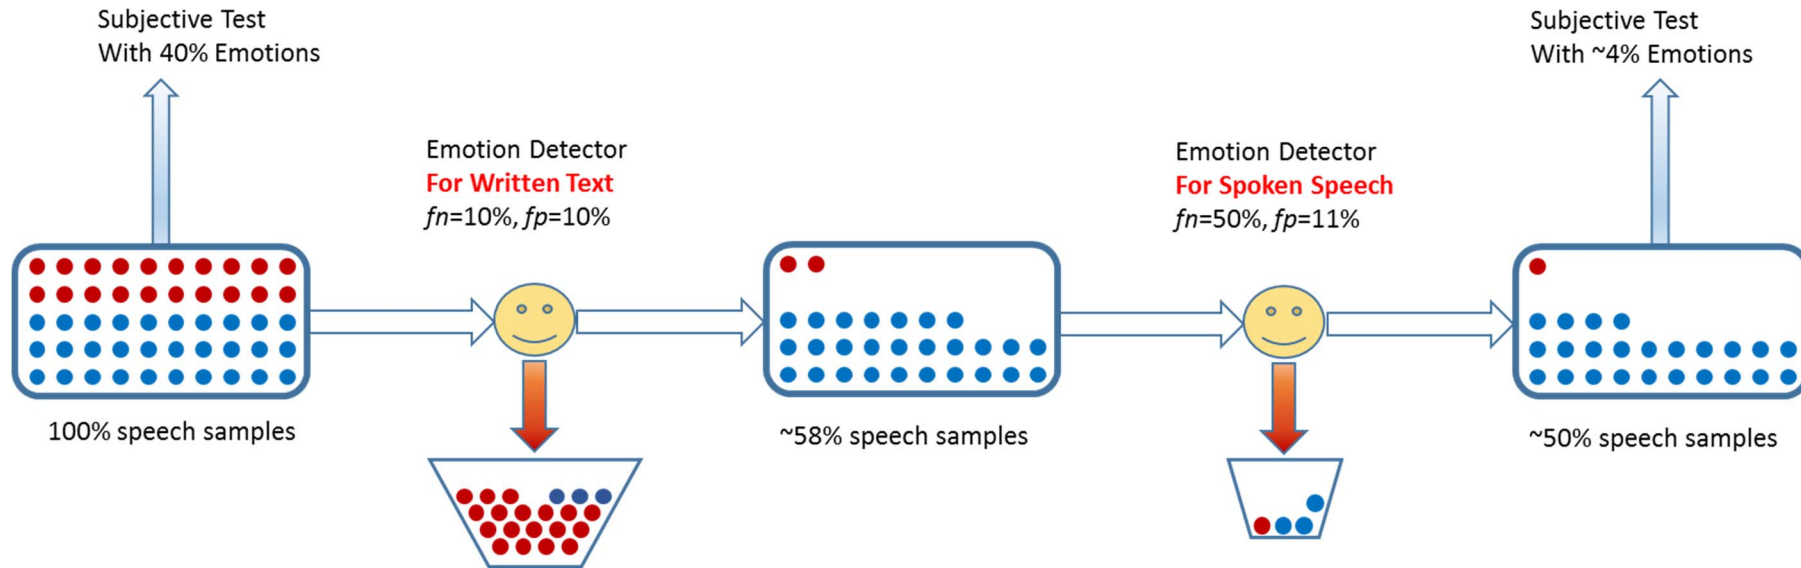 Subjective Test
With 40% Emotions
Emotion Detector
For Written Text
fn=10%, fp=10%
Emotion Detector
For Spoken Speech
fn=50%, fp=11%
Subjective Test
With ~4% Emotions
100% speech samples
~58% speech samples
~50% speech samples